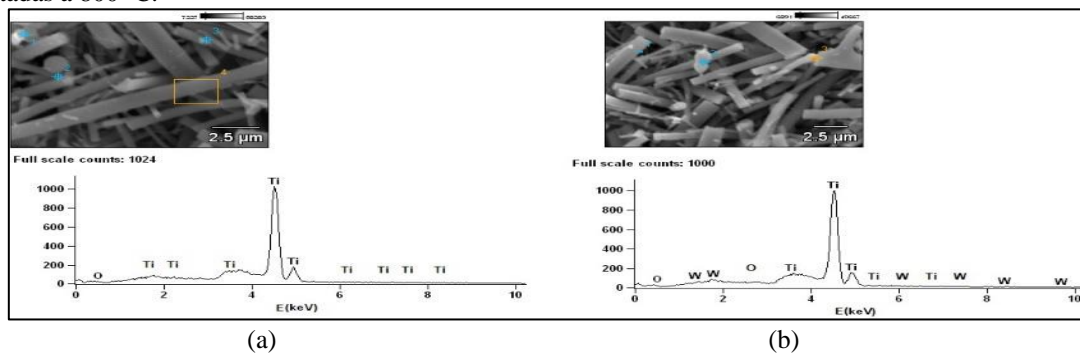 2.5 µm
Full scale counts: 1024
1000
800
600
400
200
0
Ti
O Ti Ti Ti Ti Ti Ti Ti Ti
0 2 4 6 8 10
E(keV)
(a)
2.5 µm
Full scale counts: 1000
1000
800
600
400
200
0
Ti
O W W O Ti Ti Ti W Ti W W W
0 2 4 6 8 10
E(keV)
(b)